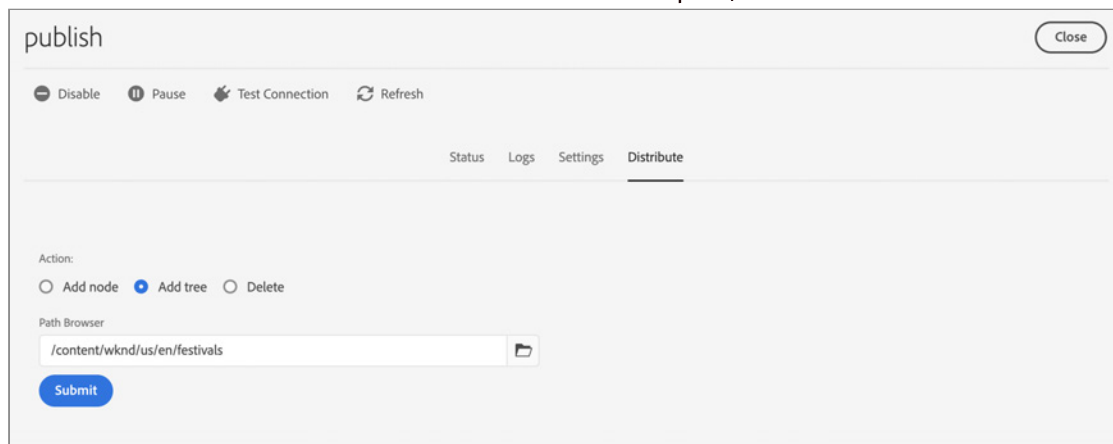 publish
Close
Disable Pause Test Connection Refresh
Status Logs Settings Distribute
Action:
Add node Add tree Delete
Path Browser
/content/wknd/us/en/festivals
Submit